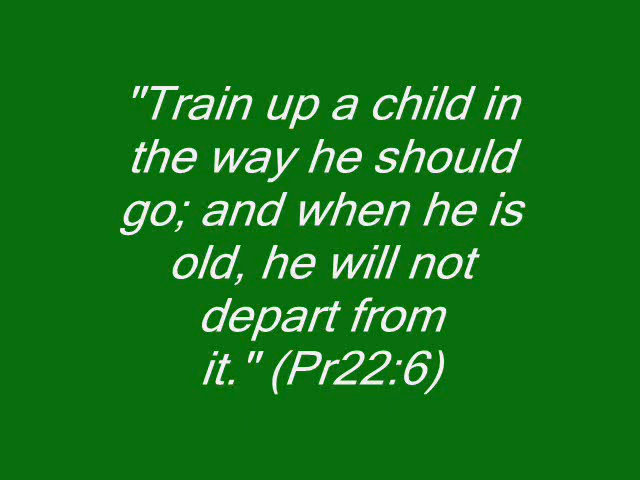 "Train up a child in
the way he should
go; and when he is
old, he will not
depart from
it." (Pr22:6)